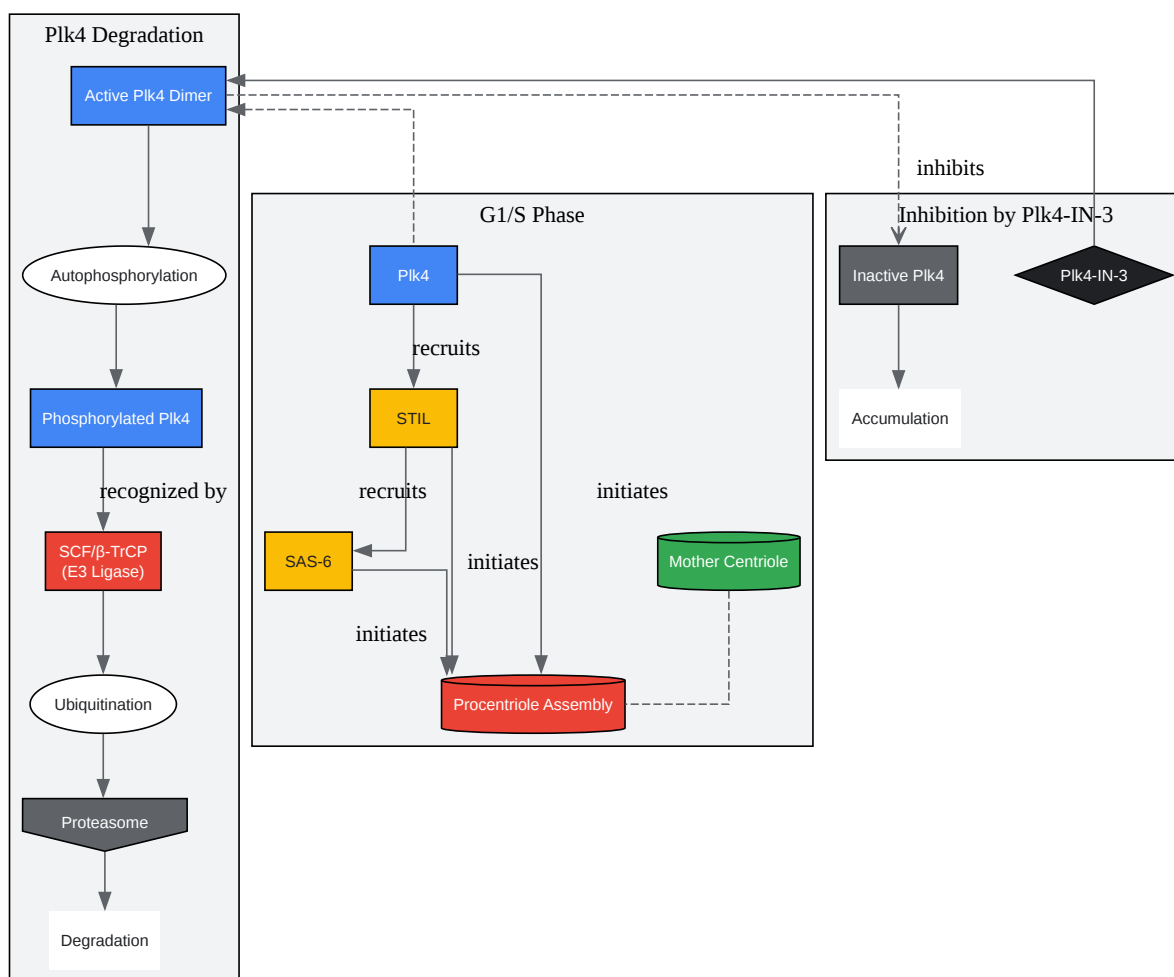 Plk4 Degradation
Active Plk4 Dimer
Autophosphorylation
Phosphorylated Plk4
recognized by
SCF/β-TrCP
(E3 Ligase)
Ubiquitination
Proteasome
Degradation
G1/S Phase
Plk4
recruits
STIL
recruits
initiates
SAS-6
initiates
Mother Centriole
initiates
Procentriole Assembly
inhibits
Inhibition by Plk4-IN-3
Inactive Plk4
Plk4-IN-3
Accumulation